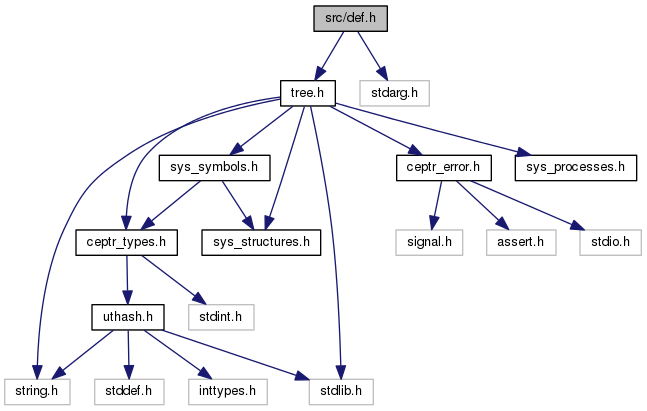 src/def.h
tree.h
stdarg.h
sys_symbols.h
ceptr_error.h
sys_processes.h
ceptr_types.h
sys_structures.h
signal.h
assert.h
stdio.h
uthash.h
stdint.h
string.h
stddef.h
inttypes.h
stdlib.h